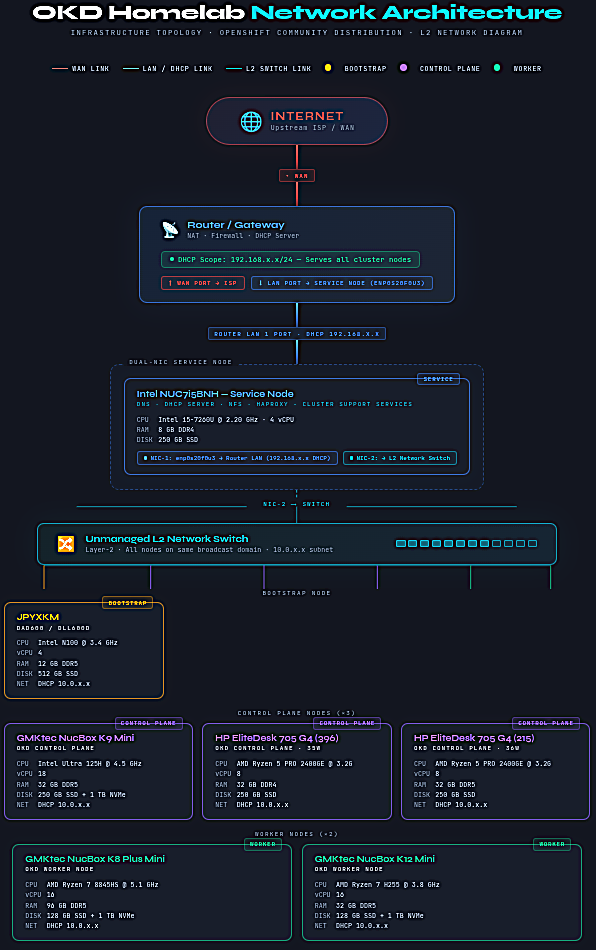 OKD Homelab Network Architecture
INFRASTRUCTURE TOPOLOGY · OPENSHIFT COMMUNITY DISTRIBUTION · L2 NETWORK DIAGRAM
WAN LINK LAN / DHCP LINK L2 SWITCH LINK BOOTSTRAP CONTROL PLANE WORKER
INTERNET
Upstream ISP / WAN
WAN
Router / Gateway
NAT · Firewall · DHCP Server
DHCP Scope: 192.168.x.x/24 — Serves all cluster nodes
WAN PORT → ISP
LAN PORT → SERVICE NODE (ENP0S20F0U3)
ROUTER LAN 1 PORT · DHCP 192.168.X.X
DUAL-NIC SERVICE NODE
SERVICE
Intel NUC7i5BNH — Service Node
DNS · DHCP SERVER · NFS · HAPROXY · CLUSTER SUPPORT SERVICES
CPU Intel i5-7260U @ 2.20 GHz · 4 vCPU
RAM 8 GB DDR4
DISK 250 GB SSD
NIC-1: enp0s20f0u3 → Router LAN (192.168.x.x DHCP)
NIC-2: → L2 Network Switch
NIC-2 → SWITCH
Unmanaged L2 Network Switch
Layer-2 · All nodes on same broadcast domain · 10.0.x.x subnet
BOOTSTRAP NODE
BOOTSTRAP
JPYXKM
CPU Intel N100 @ 3.4 GHz
vCPU 4
RAM 12 GB DDR5
DISK 512 GB SSD
NET DHCP 10.0.x.x
CONTROL PLANE NODES (×3)
CONTROL PLANE
GMKtec NucBox K9 Mini
OKD CONTROL PLANE
CPU Intel Ultra 125H @ 4.5 GHz
vCPU 18
RAM 32 GB DDR5
DISK 250 GB SSD + 1 TB NVMe
NET DHCP 10.0.x.x
CONTROL PLANE
HP EliteDesk 705 G4 (396)
OKD CONTROL PLANE · 35W
CPU AMD Ryzen 5 PRO 2400GE @ 3.2G
vCPU 8
RAM 32 GB DDR4
DISK 250 GB SSD
NET DHCP 10.0.x.x
CONTROL PLANE
HP EliteDesk 705 G4 (215)
OKD CONTROL PLANE · 36W
CPU AMD Ryzen 5 PRO 2400GE @ 3.2G
vCPU 8
RAM 32 GB DDR5
DISK 250 GB SSD
NET DHCP 10.0.x.x
WORKER NODES (×2)
WORKER
GMKtec NucBox K8 Plus Mini
OKD WORKER NODE
CPU AMD Ryzen 7 8845HS @ 5.1 GHz
vCPU 16
RAM 96 GB DDR5
DISK 128 GB SSD + 1 TB NVMe
NET DHCP 10.0.x.x
WORKER
GMKtec NucBox K12 Mini
OKD WORKER NODE
CPU AMD Ryzen 7 H255 @ 3.8 GHz
vCPU 16
RAM 32 GB DDR5
DISK 128 GB SSD + 1 TB NVMe
NET DHCP 10.0.x.x